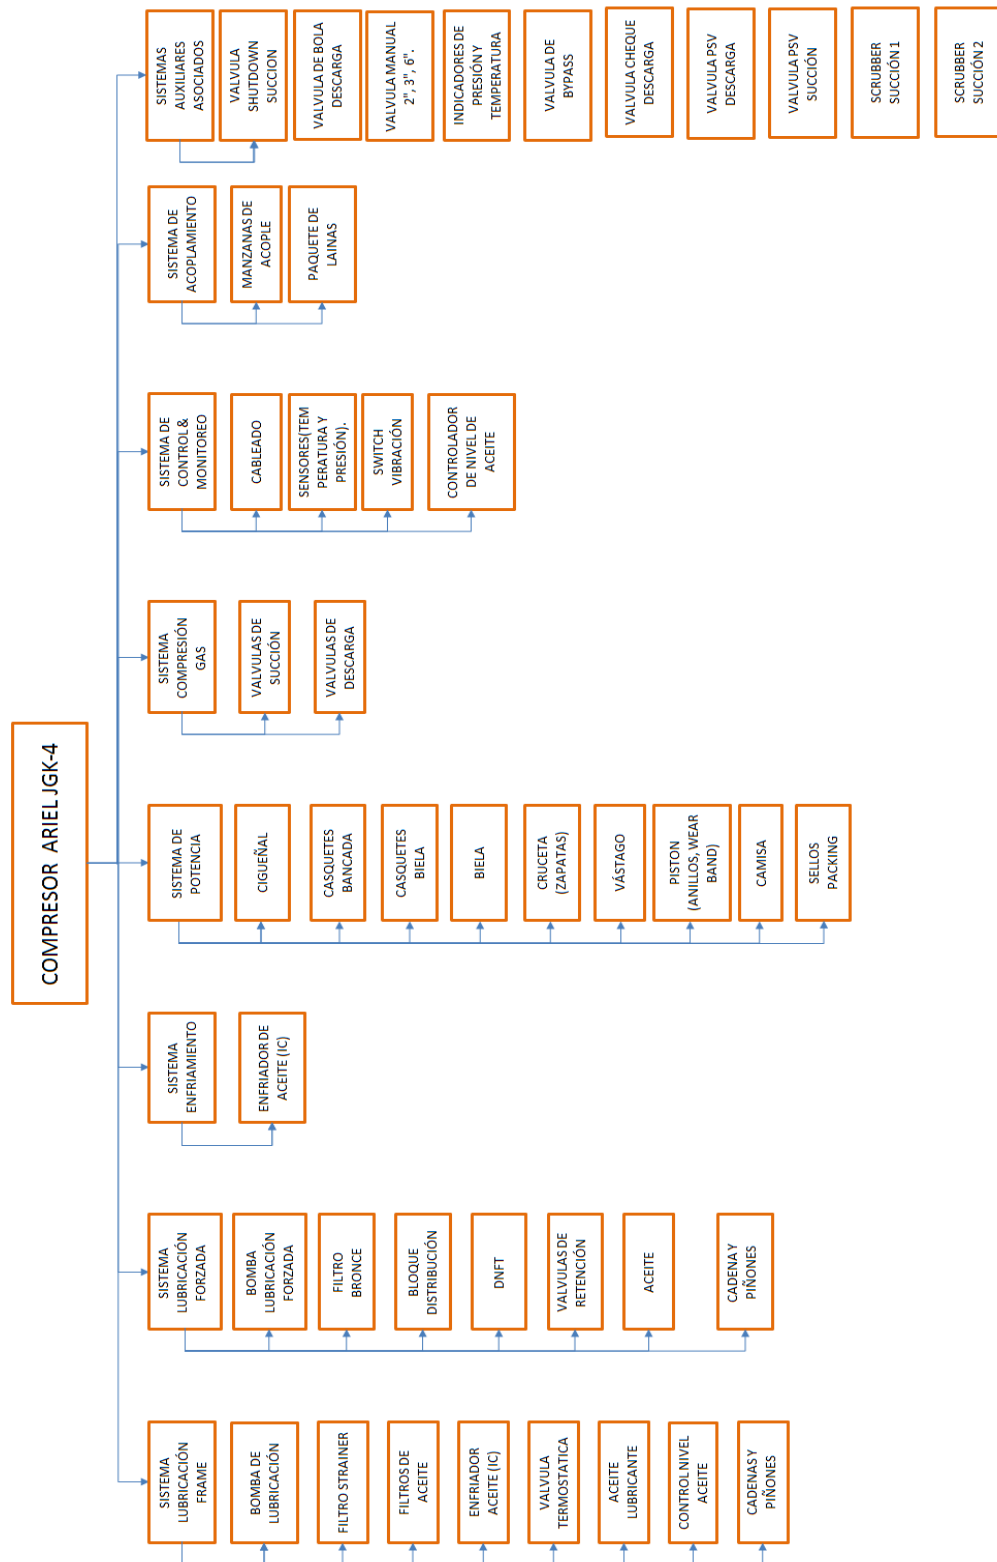 COMPRESOR ARIEL JGK-4
SISTEMA
LUBRICACIÓN
FRAME
BOMBA DE
LUBRICACIÓN
FILTRO STRAINER
FILTROS DE
ACEITE
ENFRIADOR
ACEITE (IC)
VALVULA
TERMOSTATICA
ACEITE
LUBRICANTE
CONTROL NIVEL
ACEITE
CADENAS Y
PIÑONES
SISTEMA
LUBRICACIÓN
FORZADA
BOMBA
LUBRICACIÓN
FORZADA
FILTRO
BRONCE
BLOQUE
DISTRIBUCIÓN
DNFT
VALVULAS DE
RETENCIÓN
ACEITE
CADENA Y
PIÑONES
SISTEMA
ENFRIAMIENTO
ENFRIADOR DE
ACEITE (IC)
SISTEMA DE
POTENCIA
CIGUEÑAL
CASQUETES
BANCADA
CASQUETES
BIELA
BIELA
CRUCETA
(ZAPATAS)
VÁSTAGO
PISTON
(ANILLOS, WEAR
BAND)
CAMISA
SELLOS
PACKING
SISTEMA
COMPRESIÓN
GAS
VALVULAS DE
SUCCIÓN
VALVULAS DE
DESCARGA
SISTEMA DE
CONTROL &
MONITOREO
CABLEADO
SENSORES(TEM
PERATURA Y
PRESIÓN).
SWITCH
VIBRACIÓN
CONTROLADOR
DE NIVEL DE
ACEITE
SISTEMA DE
ACOPLAMIENTO
MANZANAS DE
ACOPLE
PAQUETE DE
LAINAS
SISTEMAS
AUXILIARES
ASOCIADOS
VALVULA
SHUTDOWN
SUCCION
VALVULA DE BOLA
DESCARGA
VALVULA MANUAL
2", 3", 6".
INDICADORES DE
PRESIÓN Y
TEMPERATURA
VALVULA DE
BYPASS
VALVULA CHEQUE
DESCARGA
VALVULA PSV
DESCARGA
VALVULA PSV
SUCCIÓN
SCRUBBER
SUCCIÓN 1
SCRUBBER
SUCCIÓN 2